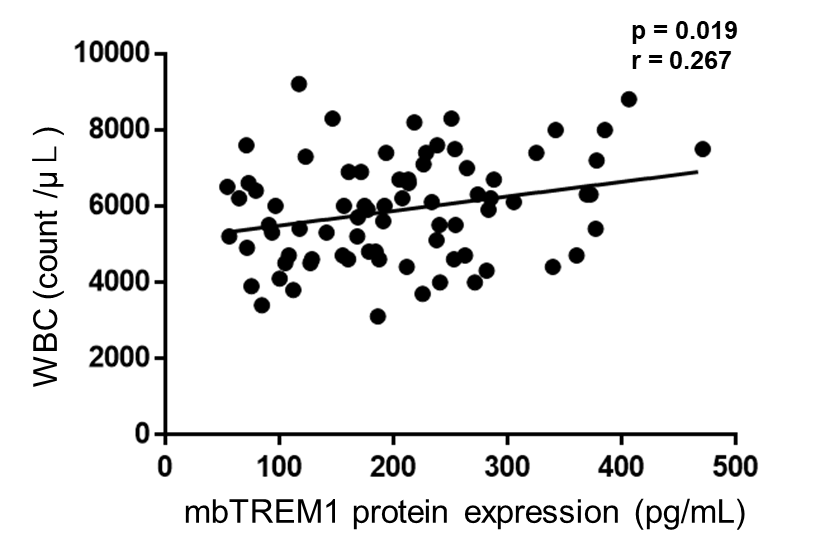 p = 0.019
r = 0.267
WBC (count /μ L )
10000
8000
6000
4000
2000
0
0 100 200 300 400 500
mbTREM1 protein expression (pg/mL)